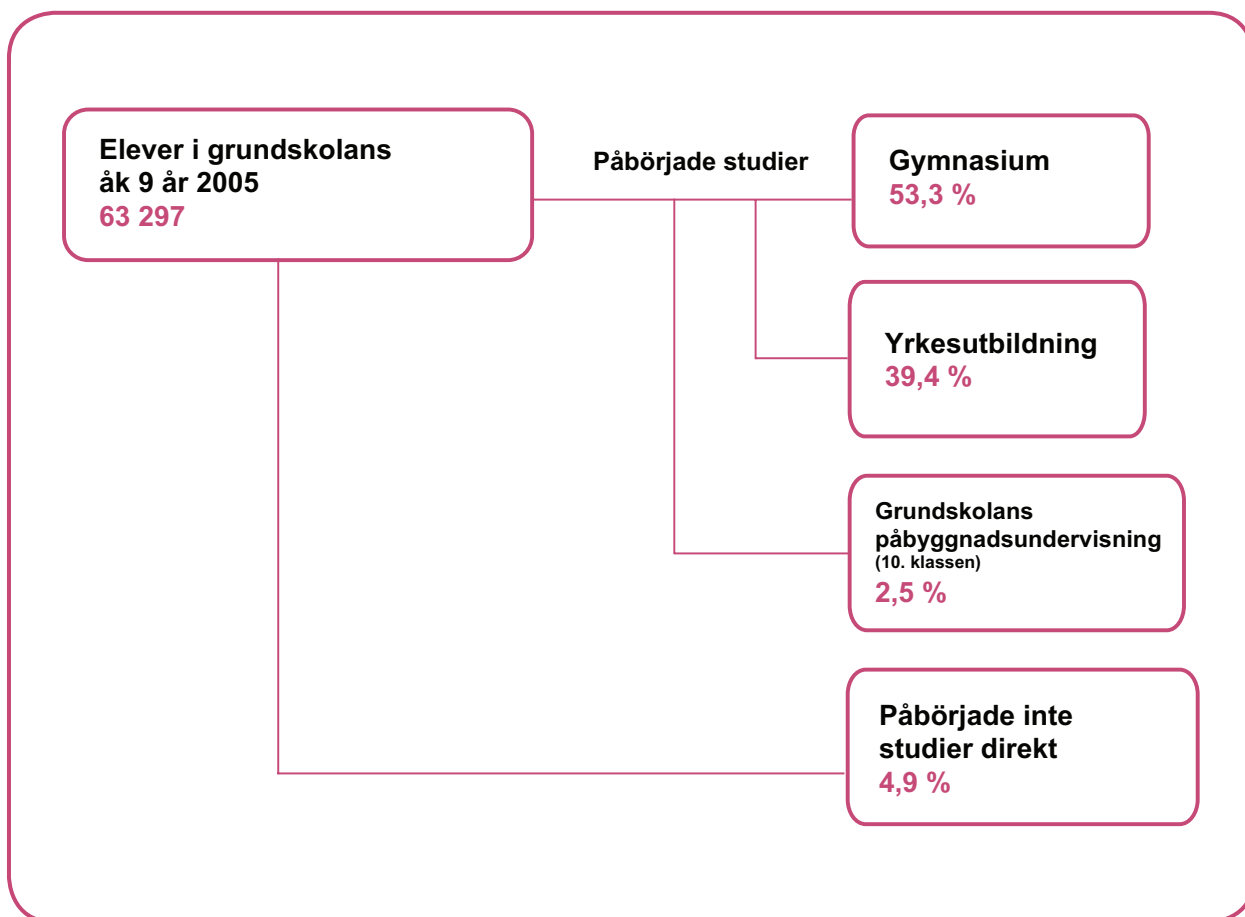 Elever i grundskolans
åk 9 år 2005
63 297
Påbörjade studier
Gymnasium
53,3 %
Yrkesutbildning
39,4 %
Grundskolans
påbyggnadsundervisning
(10. klassen)
2,5 %
Påbörjade inte
studier direkt
4,9 %